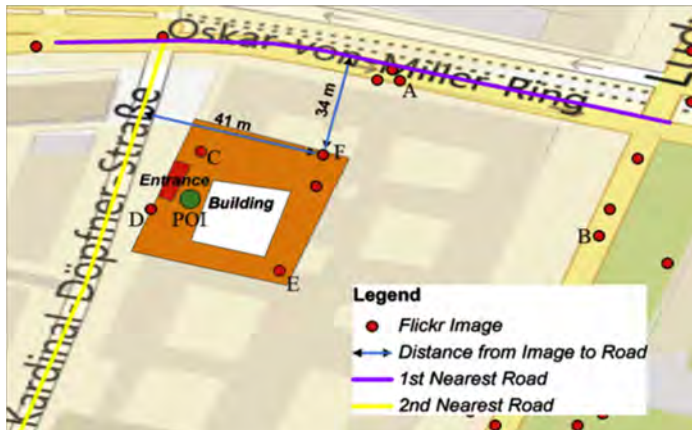 Oskar von Miller Ring
Lud
A
41 m
34 m
C
F
Entrance
Building
POI
D
B
E
Kardinal-Döpfner-Straße
Legend
Flickr Image
Distance from Image to Road
1st Nearest Road
2nd Nearest Road